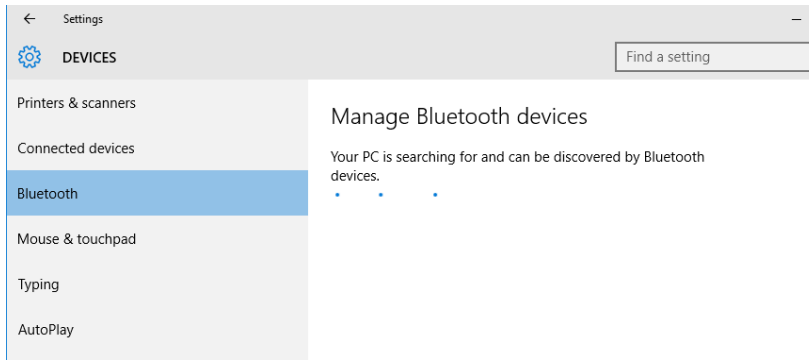 Settings
DEVICES
Find a setting
Printers & scanners
Connected devices
Bluetooth
Mouse & touchpad
Typing
AutoPlay
Manage Bluetooth devices
Your PC is searching for and can be discovered by Bluetooth
devices.